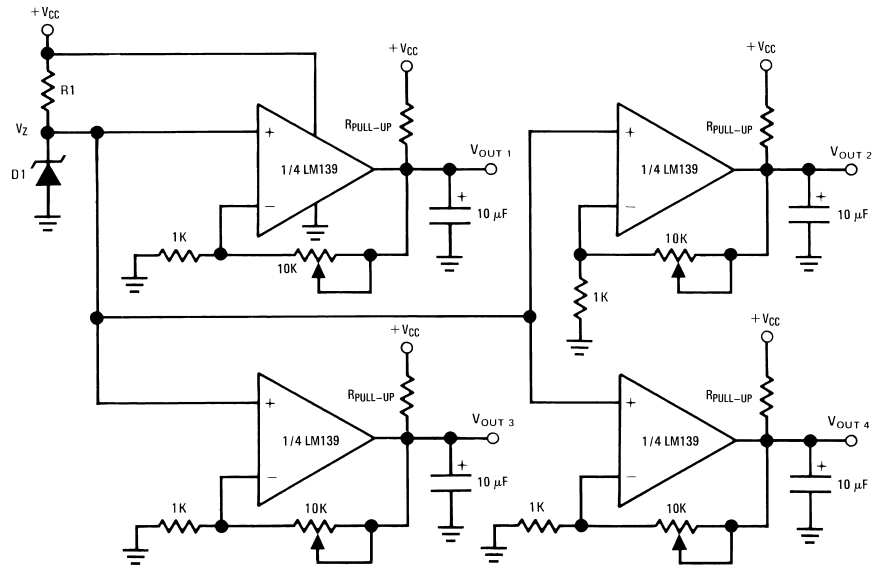 + VCC
R1
VZ
D1
+
−
1/4 LM139
+ VCC
RPULL–UP
VOUT 1
+
10 μF
1K
10K
+
−
1/4 LM139
+ VCC
RPULL–UP
VOUT 2
+
10 μF
10K
1K
+
−
1/4 LM139
+ VCC
RPULL–UP
VOUT 3
+
10 μF
1K
10K
+
−
1/4 LM139
+ VCC
RPULL–UP
VOUT 4
+
10 μF
1K
10K